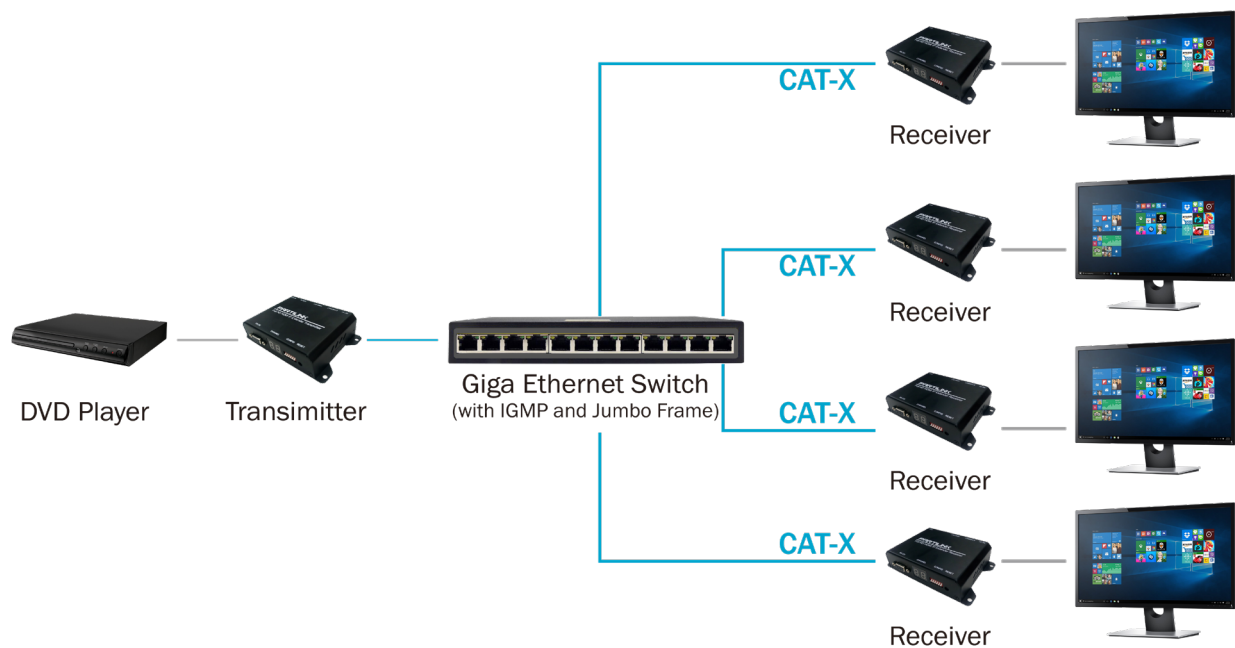 CAT-X
Receiver
CAT-X
Receiver
DVD Player
Transimitter
Giga Ethernet Switch
(with IGMP and Jumbo Frame)
CAT-X
Receiver
CAT-X
Receiver